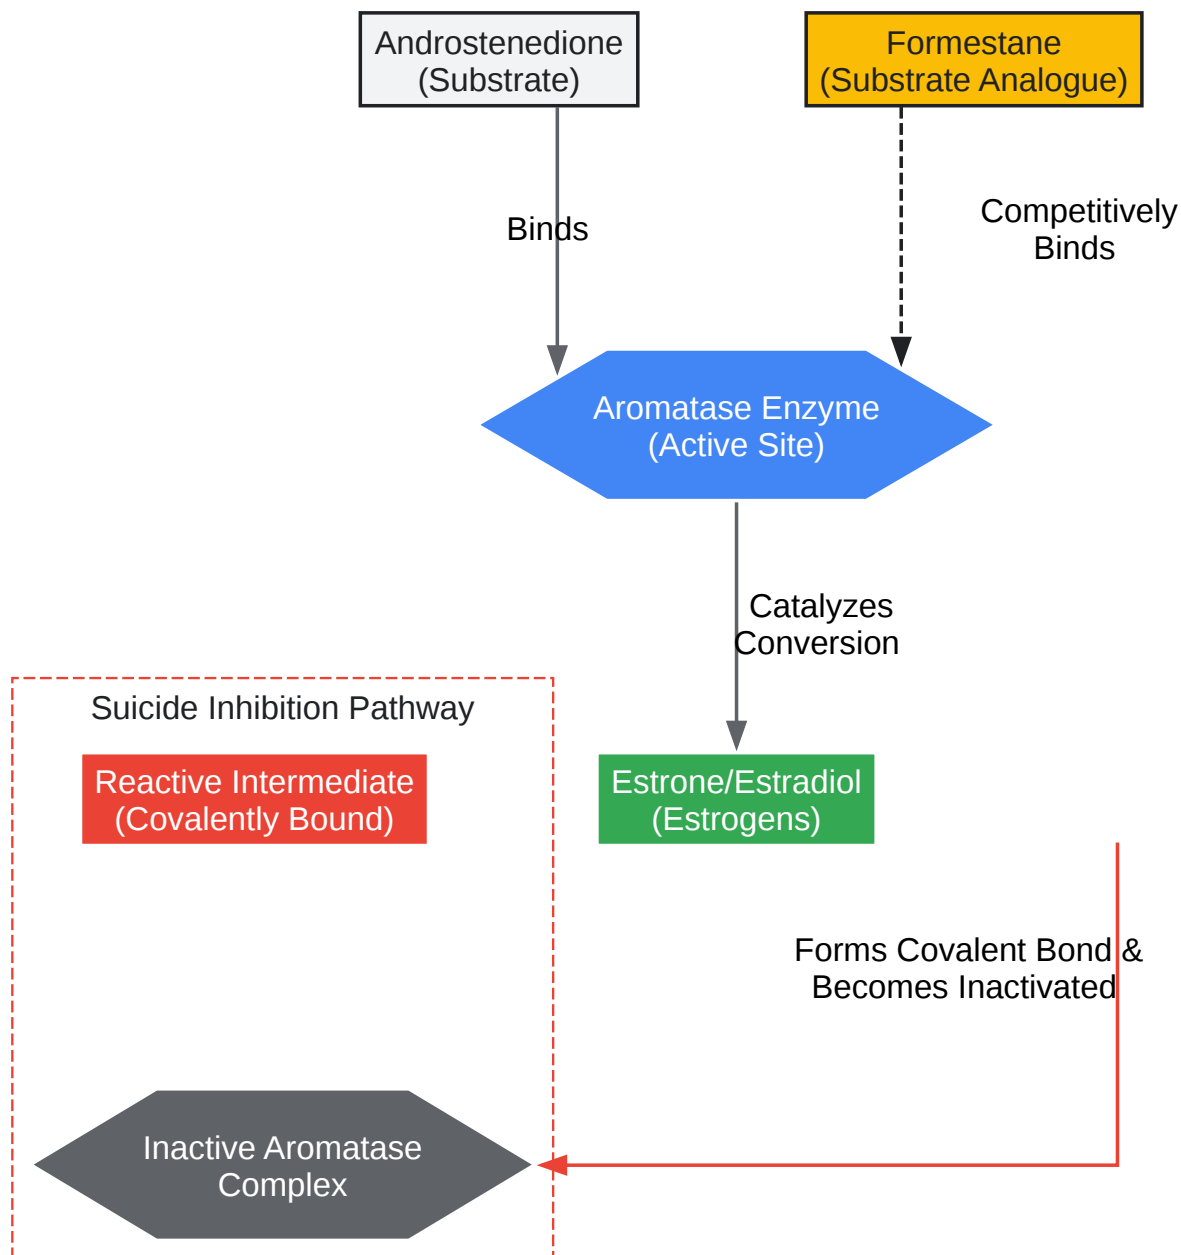 Androstenedione
(Substrate)
Formestane
(Substrate Analogue)
Binds
Competitively
Binds
Aromatase Enzyme
(Active Site)
Catalyzes
Conversion
Suicide Inhibition Pathway
Reactive Intermediate
(Covalently Bound)
Estrone/Estradiol
(Estrogens)
Forms Covalent Bond &
Becomes Inactivated
Inactive Aromatase
Complex